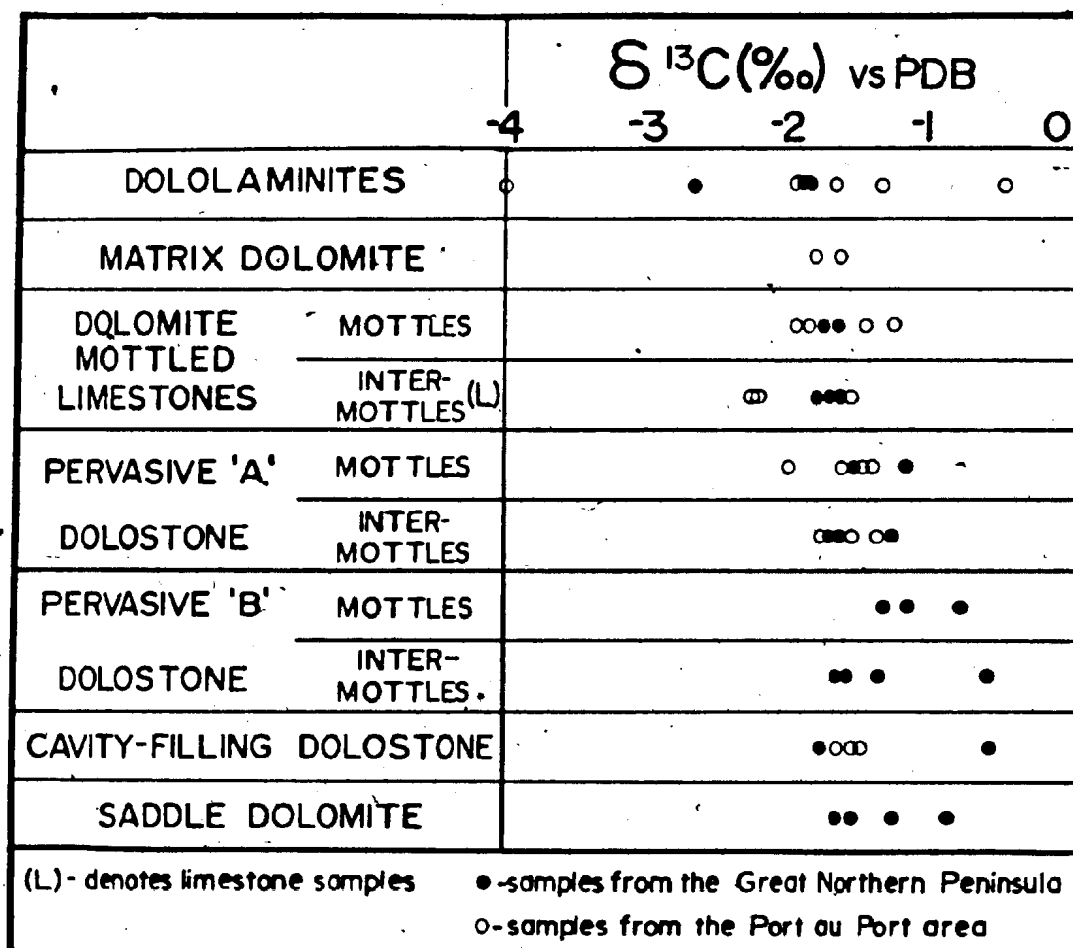 δ ¹³C(‰) vs PDB
-4 -3 -2 -1 0
DOLOLAMINITES
MATRIX DOLOMITE
DOLOMITE
MOTTLED
LIMESTONES
MOTTLES
INTER-
MOTTLES (L)
PERVASIVE 'A'
DOLOSTONE
MOTTLES
INTER-
MOTTLES
PERVASIVE 'B'
DOLOSTONE
MOTTLES
INTER-
MOTTLES
CAVITY-FILLING DOLOSTONE
SADDLE DOLOMITE
(L)- denotes limestone samples
●-samples from the Great Northern Peninsula
○-samples from the Port au Port area